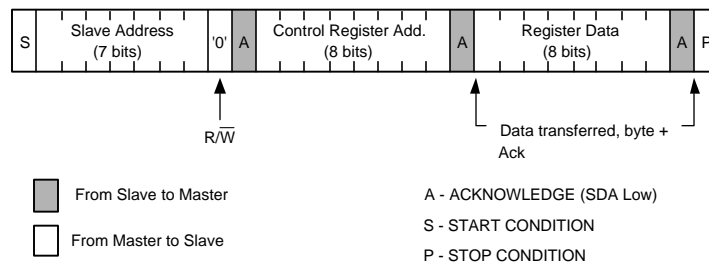 S Slave Address (7 bits) '0' A Control Register Add. (8 bits) A Register Data (8 bits) A P
R/W̅
Data transferred, byte +
Ack
From Slave to Master
From Master to Slave
A - ACKNOWLEDGE (SDA Low)
S - START CONDITION
P - STOP CONDITION